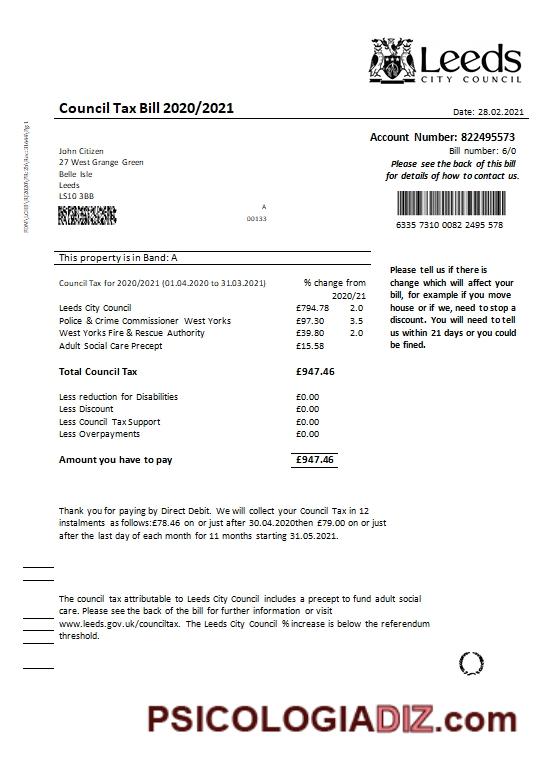 Leeds
CITY COUNCIL
Council Tax Bill 2020/2021
Date: 28.02.2021
Account Number: 822495573
Bill number: 6/0
Please see the back of this bill
for details of how to contact us.
John Citizen
27 West Grange Green
Belle Isle
Leeds
LS10 3BB
A
00133
6335 7310 0082 2495 578
This property is in Band: A
Council Tax for 2020/2021 (01.04.2020 to 31.03.2021) % change from
2020/21
Leeds City Council £794.78 2.0
Police & Crime Commissioner West Yorks £97.30 3.5
West Yorks Fire & Rescue Authority £39.80 2.0
Adult Social Care Precept £15.58
Total Council Tax £947.46
Less reduction for Disabilities £0.00
Less Discount £0.00
Less Council Tax Support £0.00
Less Overpayments £0.00
Amount you have to pay £947.46
Please tell us if there is
change which will affect your
bill, for example if you move
house or if we, need to stop a
discount. You will need to tell
us within 21 days or you could
be fined.
Thank you for paying by Direct Debit. We will collect your Council Tax in 12
instalments as follows:£78.46 on or just after 30.04.2020then £79.00 on or just
after the last day of each month for 11 months starting 31.05.2021.
The council tax attributable to Leeds City Council includes a precept to fund adult social
care. Please see the back of the bill for further information or visit
www.leeds.gov.uk/counciltax. The Leeds City Council % increase is below the referendum
threshold.
PSICOLOGIADIZ.com